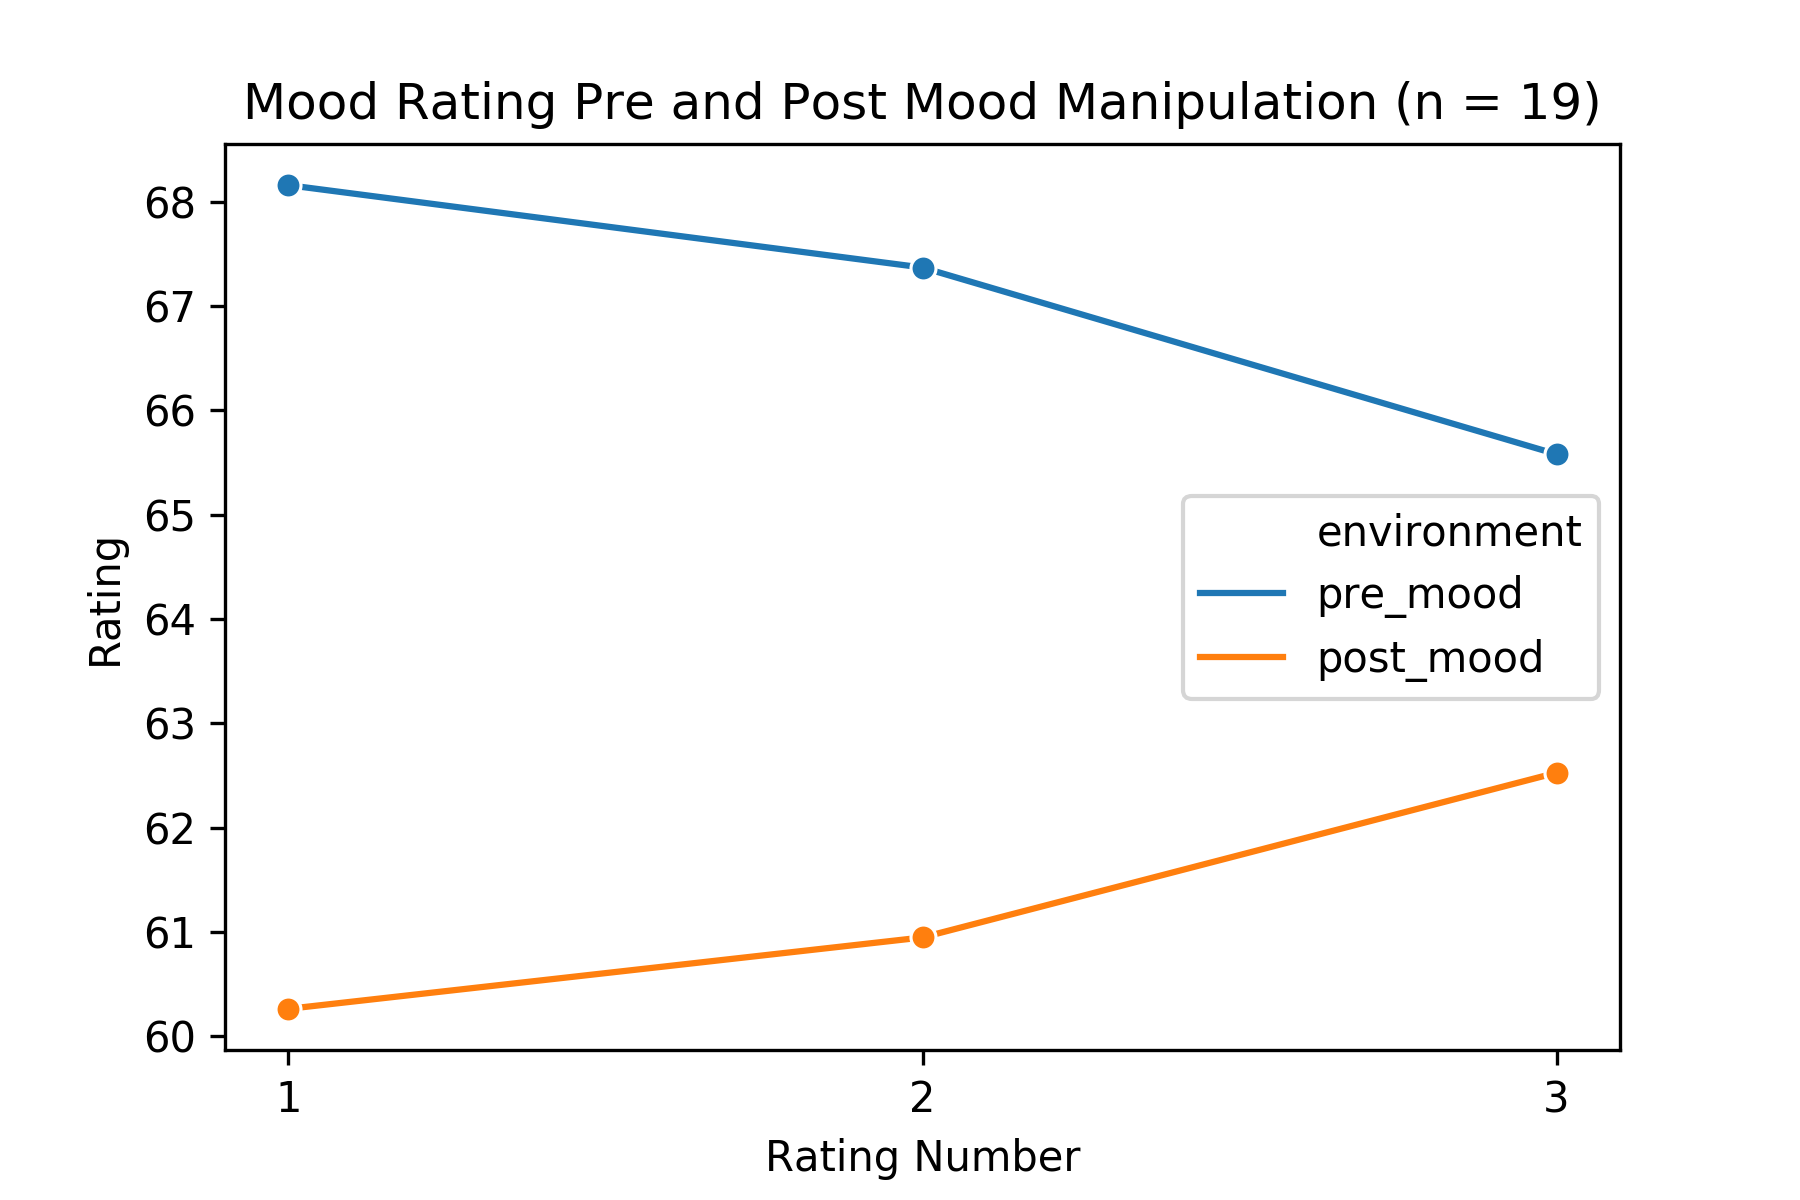 Mood Rating Pre and Post Mood Manipulation (n = 19)
68
67
66
65
64
63
62
61
60
Rating
environment
pre_mood
post_mood
1 2 3
Rating Number